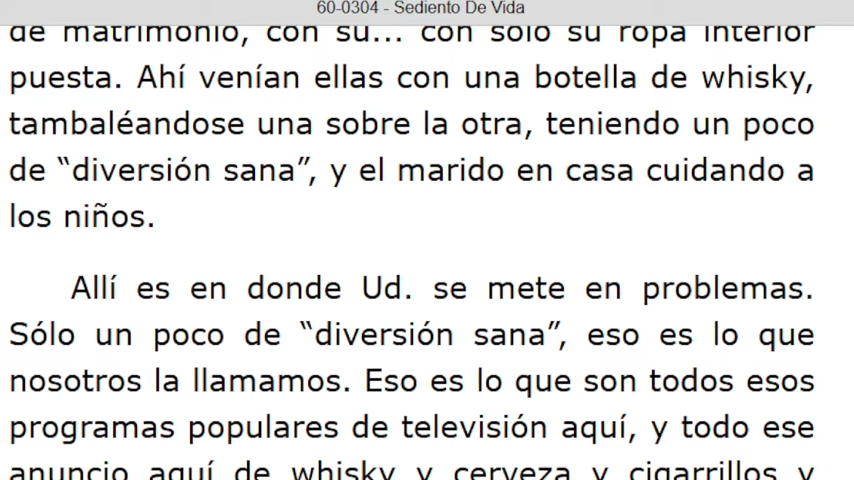 60-0304 - Sediento De Vida
de matrimonio, con su... con sólo su ropa interior
puesta. Ahí venían ellas con una botella de whisky,
tambaléandose una sobre la otra, teniendo un poco
de “diversión sana”, y el marido en casa cuidando a
los niños.
Allí es en donde Ud. se mete en problemas.
Sólo un poco de “diversión sana”, eso es lo que
nosotros la llamamos. Eso es lo que son todos esos
programas populares de televisión aquí, y todo ese
anuncio aquí de whisky y cerveza y cigarrillos y